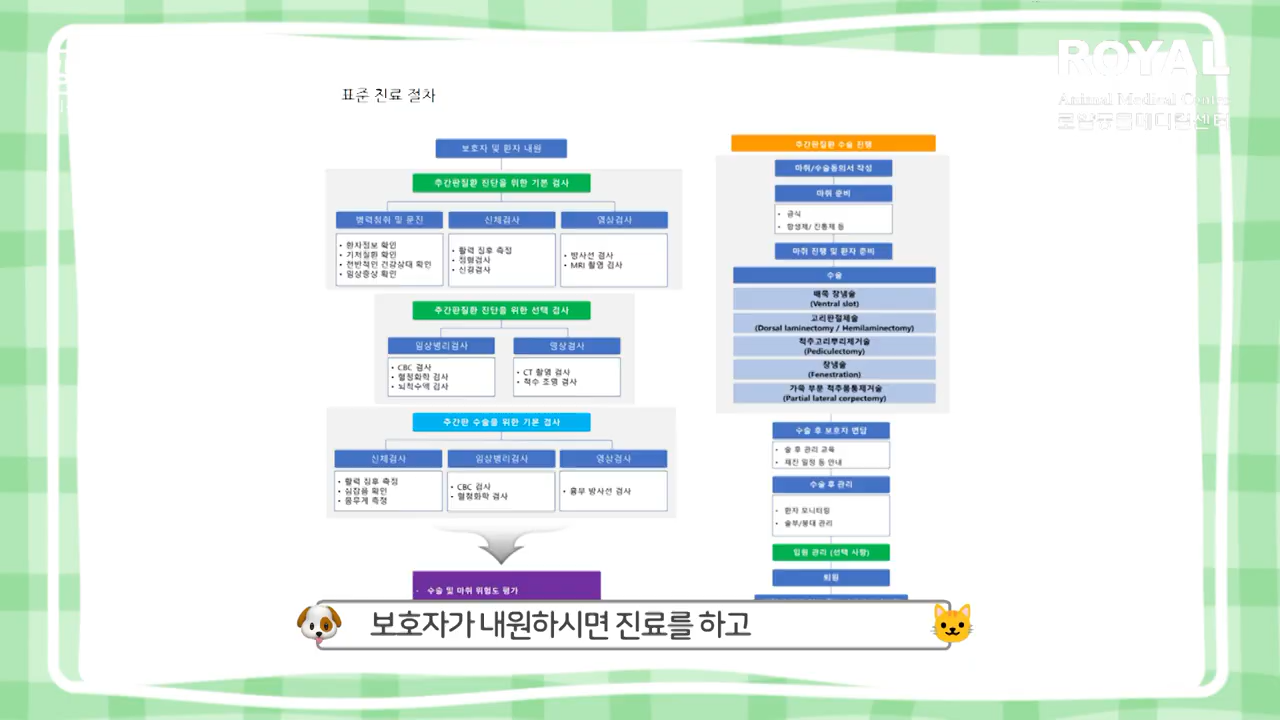 ROYAL
Animal Medical Centre
로얄동물메디컬센터
표준 진료 절차
보호자 및 환자 내원
추간판질환 진단을 위한 기본 검사
병력청취 및 문진
• 환자정보 확인
• 기저질환 확인
• 전반적인 건강상태 확인
• 임상증상 확인
신체검사
• 활력 징후 측정
• 정형검사
• 신경검사
영상검사
• 방사선 검사
• MRI 촬영 검사
추간판질환 진단을 위한 선택 검사
임상병리검사
• CBC 검사
• 혈청화학 검사
• 뇌척수액 검사
영상검사
• CT 촬영 검사
• 척수 조영 검사
추간판 수술을 위한 기본 검사
신체검사
• 활력 징후 측정
• 심잡음 확인
• 몸무게 측정
임상병리검사
• CBC 검사
• 혈청화학 검사
영상검사
• 흉부 방사선 검사
• 수술 및 마취 위험도 평가
추간판질환 수술 진행
마취/수술동의서 작성
마취 준비
• 금식
• 항생제/ 진통제 등
마취 진행 및 환자 준비
수술
배쪽 창냄술
(Ventral slot)
고리판절제술
(Dorsal laminectomy / Hemilaminectomy)
척추고리뿌리제거술
(Pediculectomy)
창냄술
(Fenestration)
가쪽 부분 척추몸통제거술
(Partial lateral corpectomy)
수술 후 보호자 면담
• 술 후 관리 교육
• 재진 일정 등 안내
수술 후 관리
• 환자 모니터링
• 술부/붕대 관리
입원 관리 (선택 사항)
퇴원
보호자가 내원하시면 진료를 하고